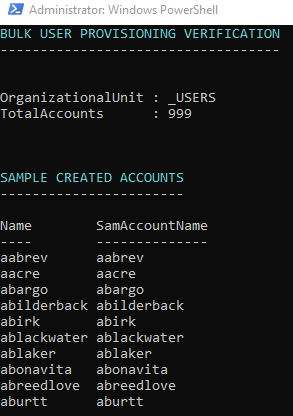 Administrator: Windows PowerShell
BULK USER PROVISIONING VERIFICATION
-----------------------------------
OrganizationalUnit : _USERS
TotalAccounts      : 999
SAMPLE CREATED ACCOUNTS
-----------------------
Name        SamAccountName
----        --------------
aabrev      aabrev
aacre       aacre
abargo      abargo
abilderback abilderback
abirk       abirk
ablackwater ablackwater
ablaker     ablaker
abonavita   abonavita
abreedlove  abreedlove
aburtt      aburtt